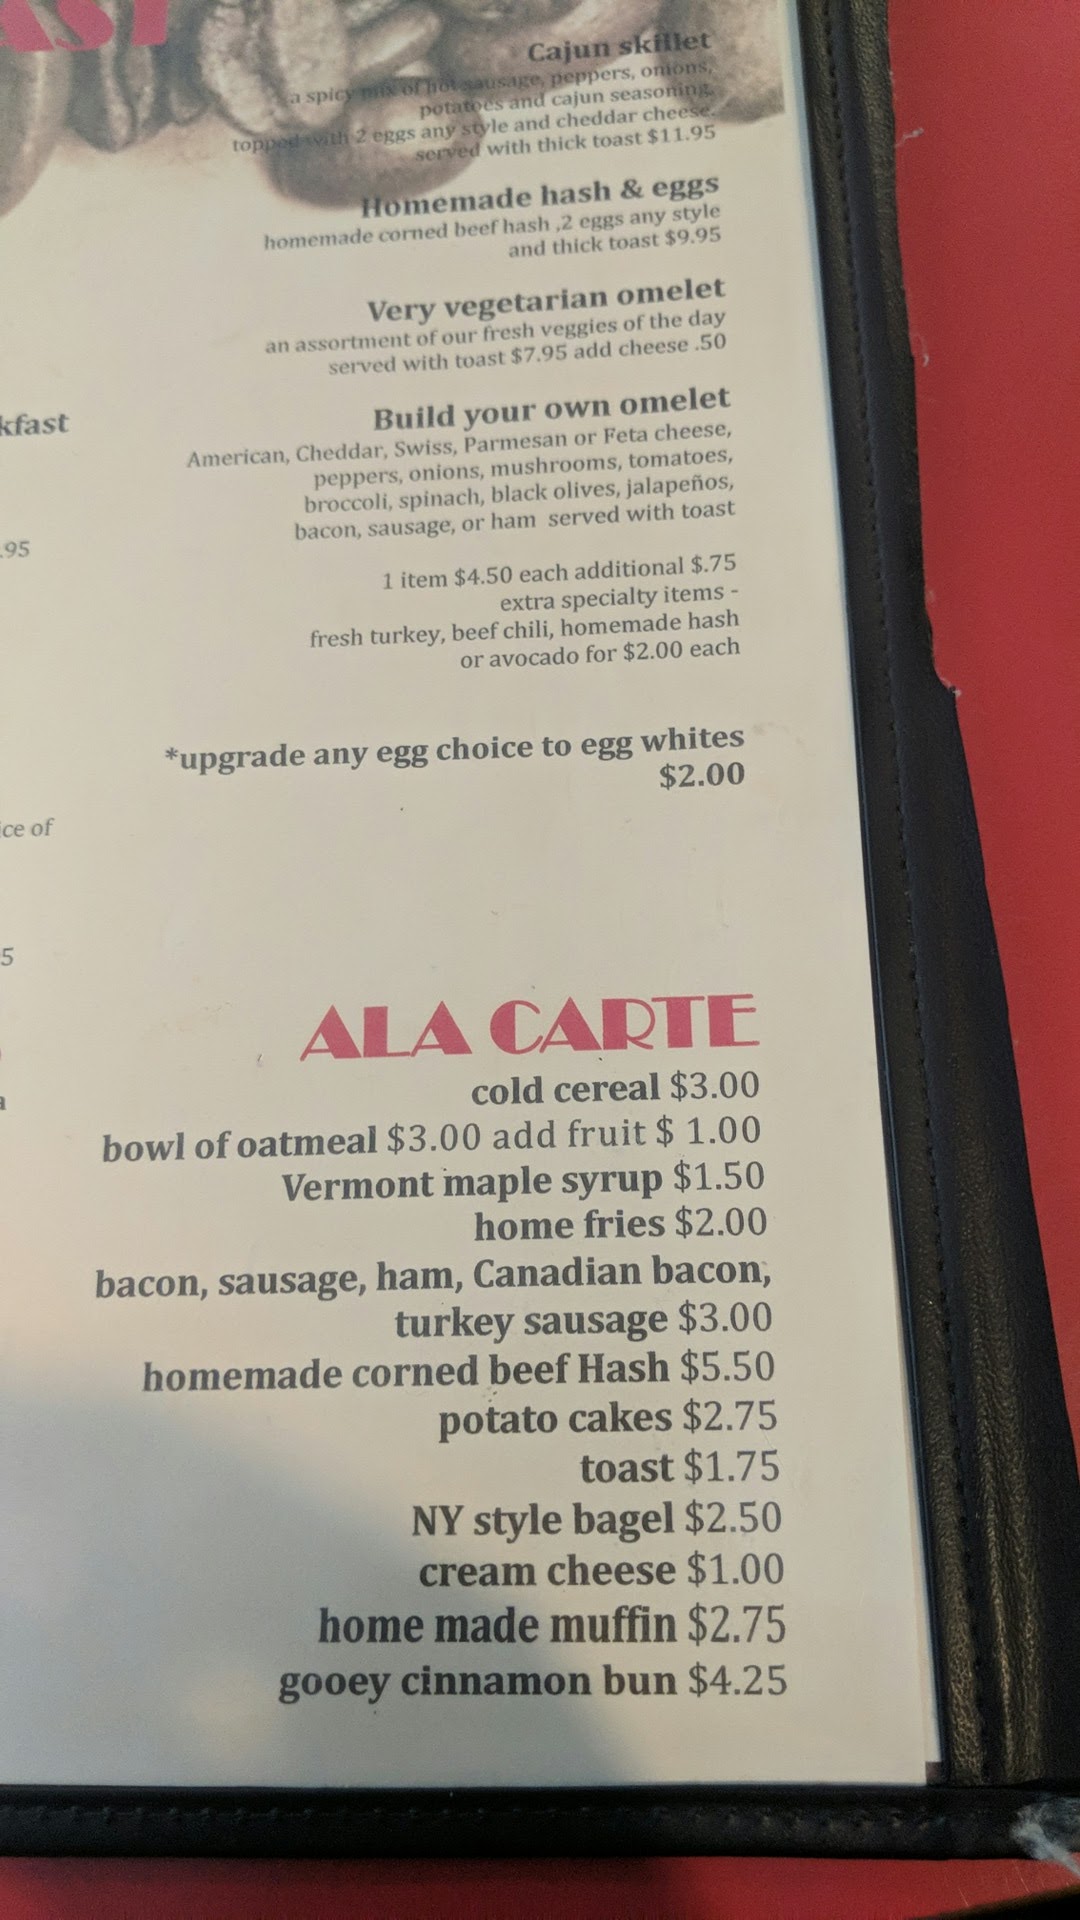 AST
Cajun skillet
a spicy mix of hot sausage, peppers, onions,
potatoes and cajun seasoning,
topped with 2 eggs any style and cheddar cheese.
served with thick toast $11.95
Homemade hash & eggs
homemade corned beef hash ,2 eggs any style
and thick toast $9.95
Very vegetarian omelet
an assortment of our fresh veggies of the day
served with toast $7.95 add cheese .50
Build your own omelet
American, Cheddar, Swiss, Parmesan or Feta cheese,
peppers, onions, mushrooms, tomatoes,
broccoli, spinach, black olives, jalapeños,
bacon, sausage, or ham served with toast
1 item $4.50 each additional $.75
extra specialty items -
fresh turkey, beef chili, homemade hash
or avocado for $2.00 each
*upgrade any egg choice to egg whites
$2.00
kfast
.95
ice of
5
a
ALA CARTE
cold cereal $3.00
bowl of oatmeal $3.00 add fruit $ 1.00
Vermont maple syrup $1.50
home fries $2.00
bacon, sausage, ham, Canadian bacon,
turkey sausage $3.00
homemade corned beef Hash $5.50
potato cakes $2.75
toast $1.75
NY style bagel $2.50
cream cheese $1.00
home made muffin $2.75
gooey cinnamon bun $4.25